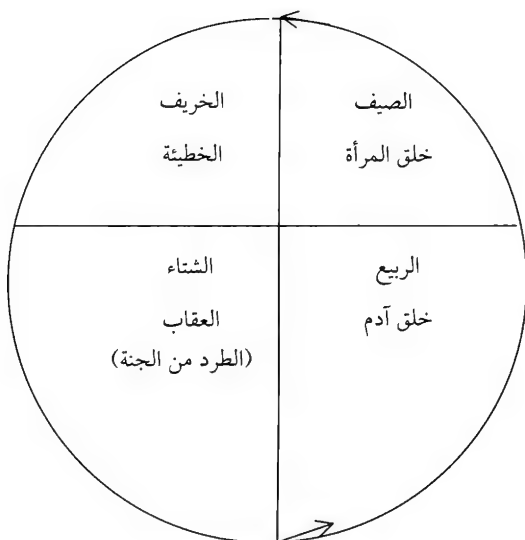 الصيف
خلق المرأة
الخريف
الخطيئة
الربيع
خلق آدم
الشتاء
العقاب
(الطرد من الجنة)